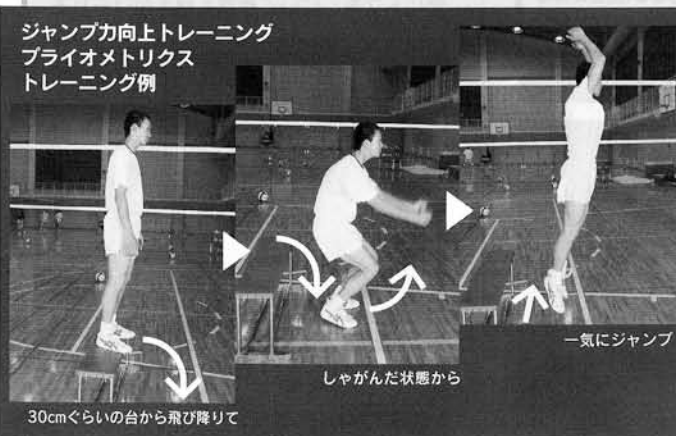 ジャンプ力向上トレーニング
プライオメトリクス
トレーニング例
30cmぐらいの台から飛び降りて
しゃがんだ状態から
一気にジャンプ